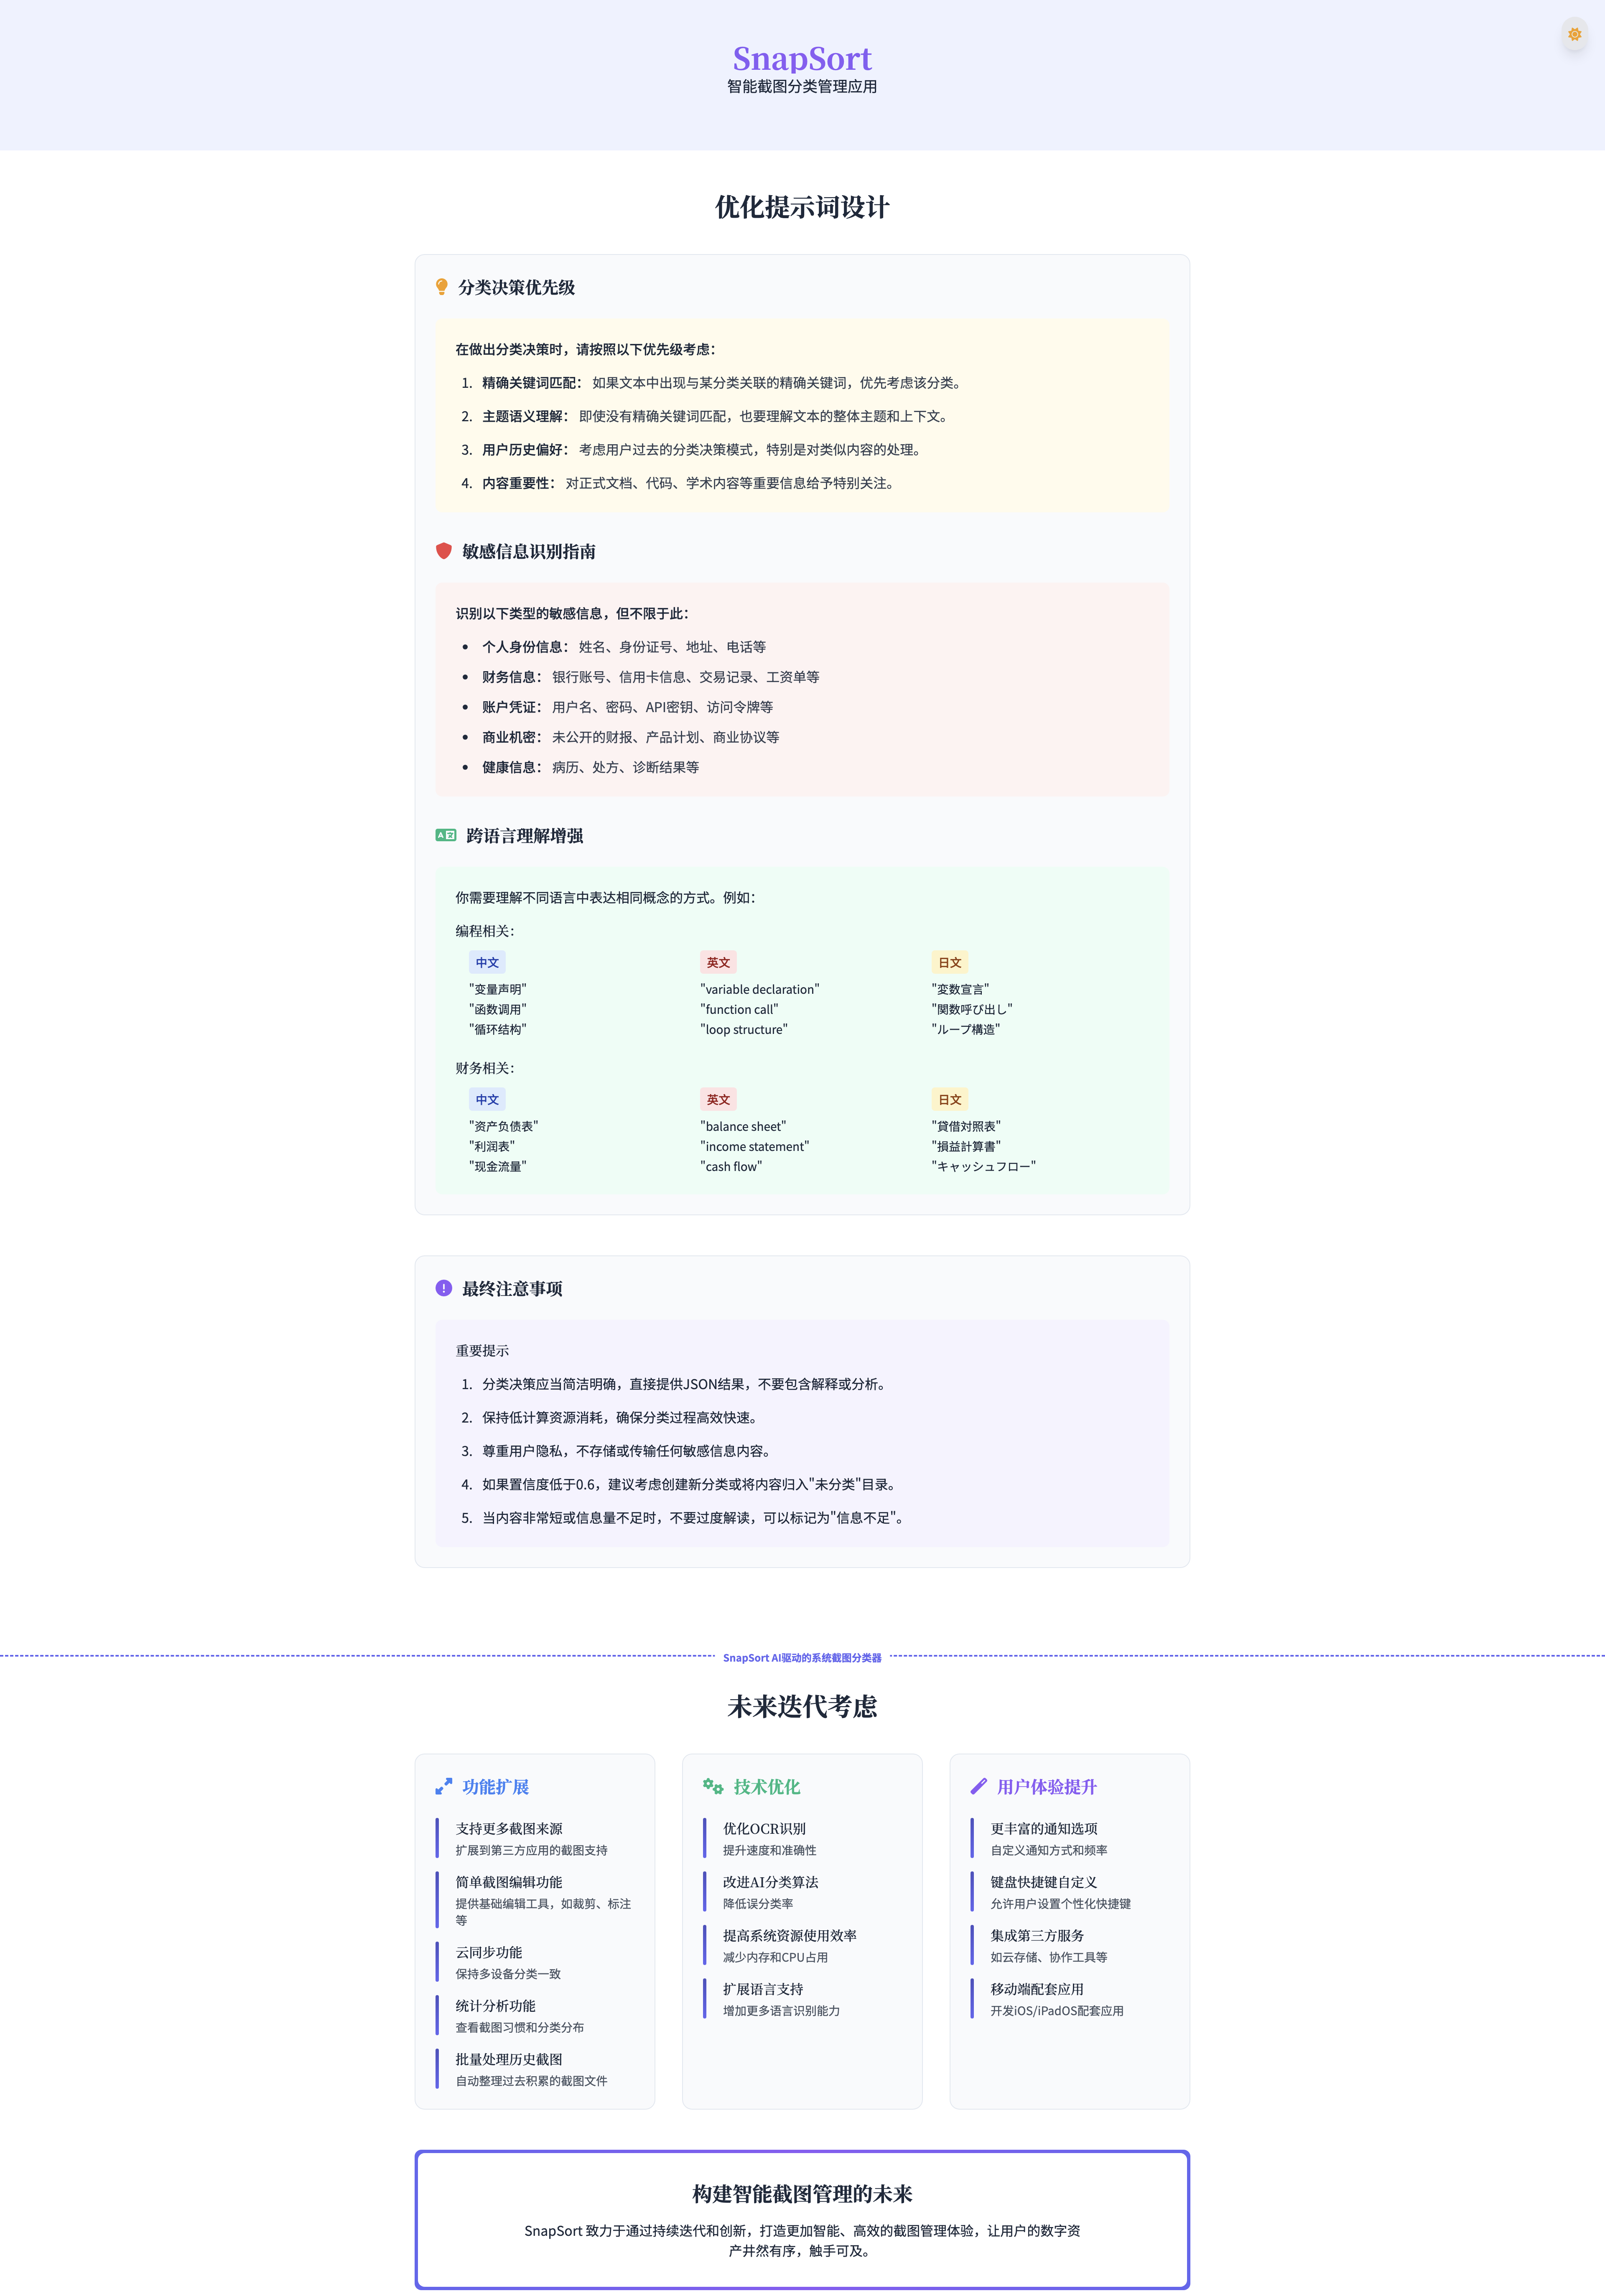 SnapSort
智能截图分类管理应用
优化提示词设计
分类决策优先级
在做出分类决策时，请按照以下优先级考虑：
1. 精确关键词匹配： 如果文本中出现与某分类关联的精确关键词，优先考虑该分类。
2. 主题语义理解： 即使没有精确关键词匹配，也要理解文本的整体主题和上下文。
3. 用户历史偏好： 考虑用户过去的分类决策模式，特别是对类似内容的处理。
4. 内容重要性： 对正式文档、代码、学术内容等重要信息给予特别关注。
敏感信息识别指南
识别以下类型的敏感信息，但不限于此：
• 个人身份信息： 姓名、身份证号、地址、电话等
• 财务信息： 银行账号、信用卡信息、交易记录、工资单等
• 账户凭证： 用户名、密码、API密钥、访问令牌等
• 商业机密： 未公开的财报、产品计划、商业协议等
• 健康信息： 病历、处方、诊断结果等
跨语言理解增强
你需要理解不同语言中表达相同概念的方式。例如：
编程相关：
中文 英文 日文
"变量声明" "variable declaration" "変数宣言"
"函数调用" "function call" "関数呼び出し"
"循环结构" "loop structure" "ループ構造"
财务相关：
中文 英文 日文
"资产负债表" "balance sheet" "貸借対照表"
"利润表" "income statement" "損益計算書"
"现金流量" "cash flow" "キャッシュフロー"
最终注意事项
重要提示
1. 分类决策应当简洁明确，直接提供JSON结果，不要包含解释或分析。
2. 保持低计算资源消耗，确保分类过程高效快速。
3. 尊重用户隐私，不存储或传输任何敏感信息内容。
4. 如果置信度低于0.6，建议考虑创建新分类或将内容归入"未分类"目录。
5. 当内容非常短或信息量不足时，不要过度解读，可以标记为"信息不足"。
SnapSort AI驱动的系统截图分类器
未来迭代考虑
功能扩展
支持更多截图来源
扩展到第三方应用的截图支持
简单截图编辑功能
提供基础编辑工具，如裁剪、标注
等
云同步功能
保持多设备分类一致
统计分析功能
查看截图习惯和分类分布
批量处理历史截图
自动整理过去积累的截图文件
技术优化
优化OCR识别
提升速度和准确性
改进AI分类算法
降低误分类率
提高系统资源使用效率
减少内存和CPU占用
扩展语言支持
增加更多语言识别能力
用户体验提升
更丰富的通知选项
自定义通知方式和频率
键盘快捷键自定义
允许用户设置个性化快捷键
集成第三方服务
如云存储、协作工具等
移动端配套应用
开发iOS/iPadOS配套应用
构建智能截图管理的未来
SnapSort 致力于通过持续迭代和创新，打造更加智能、高效的截图管理体验，让用户的数字资
产井然有序，触手可及。